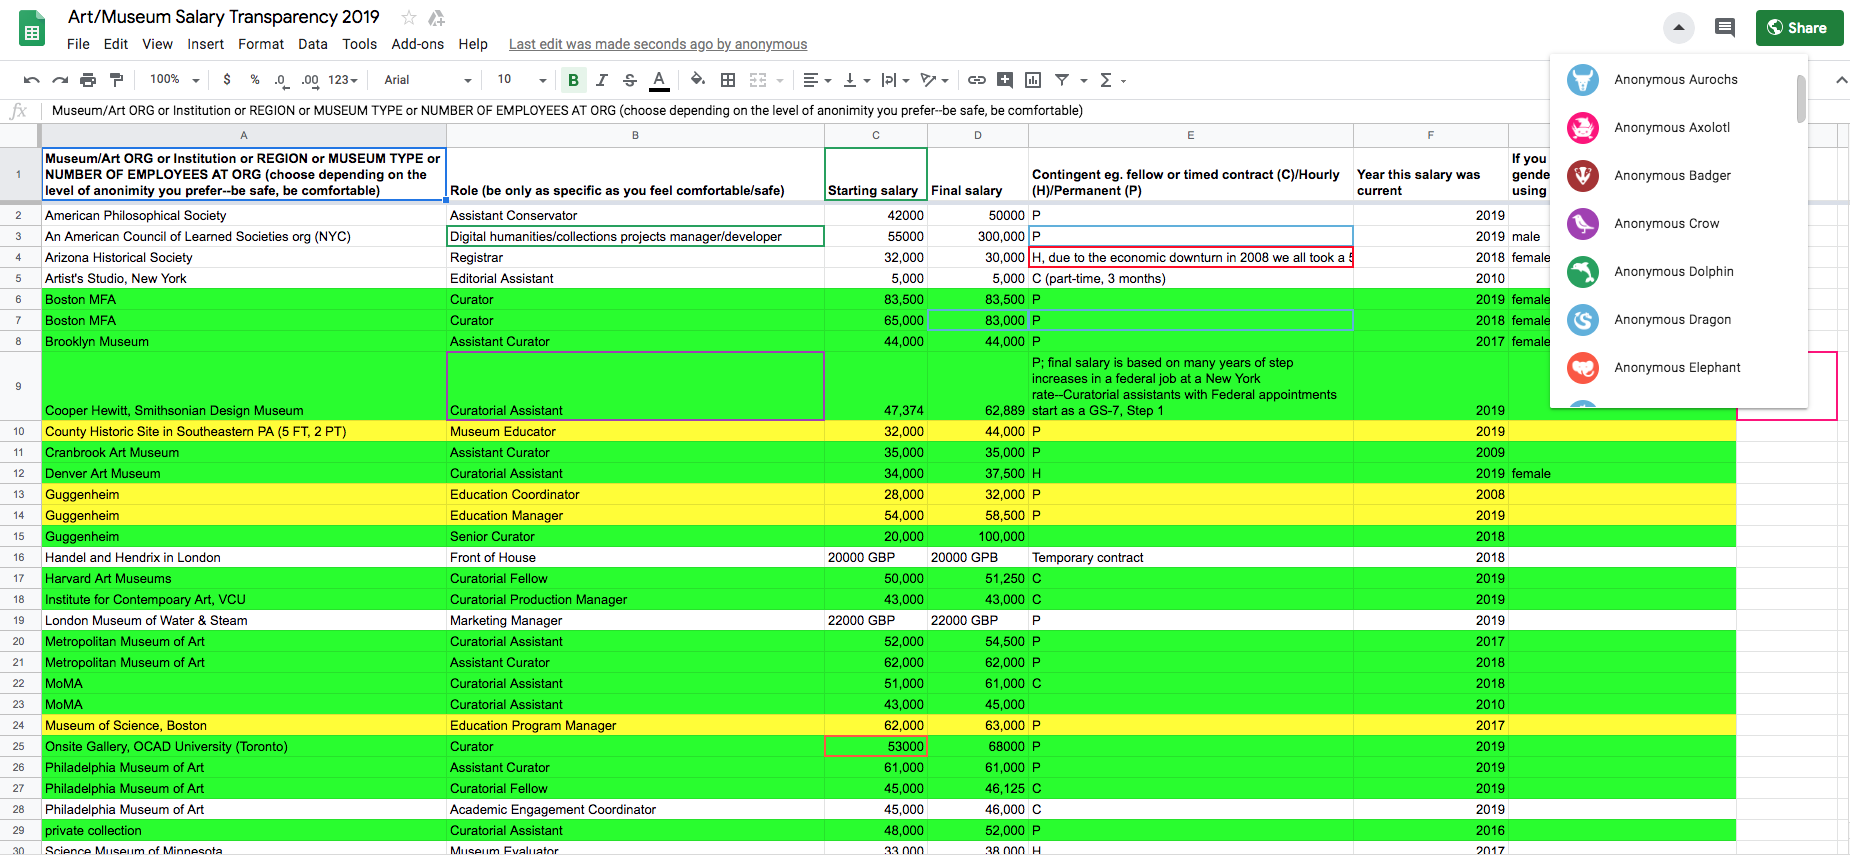 Art/Museum Salary Transparency 2019
File Edit View Insert Format Data Tools Add-ons Help Last edit was made seconds ago by anonymous
Share
100% $ % .0 .00 123 Arial 10 B I S A
fx Museum/Art ORG or Institution or REGION or MUSEUM TYPE or NUMBER OF EMPLOYEES AT ORG (choose depending on the level of anonimity you prefer--be safe, be comfortable)
A B C D E F
1 Museum/Art ORG or Institution or REGION or MUSEUM TYPE or NUMBER OF EMPLOYEES AT ORG (choose depending on the level of anonimity you prefer--be safe, be comfortable) Role (be only as specific as you feel comfortable/safe) Starting salary Final salary Contingent eg. fellow or timed contract (C)/Hourly (H)/Permanent (P) Year this salary was current If you gende using
2 American Philosophical Society Assistant Conservator 42000 50000 P 2019
3 An American Council of Learned Societies org (NYC) Digital humanities/collections projects manager/developer 55000 300,000 P 2019 male
4 Arizona Historical Society Registrar 32,000 30,000 H, due to the economic downturn in 2008 we all took a 5 2018 female
5 Artist's Studio, New York Editorial Assistant 5,000 5,000 C (part-time, 3 months) 2010
6 Boston MFA Curator 83,500 83,500 P 2019 female
7 Boston MFA Curator 65,000 83,000 P 2018 female
8 Brooklyn Museum Assistant Curator 44,000 44,000 P 2017 female
9 Cooper Hewitt, Smithsonian Design Museum Curatorial Assistant 47,374 62,889 P; final salary is based on many years of step increases in a federal job at a New York rate--Curatorial assistants with Federal appointments start as a GS-7, Step 1 2019
10 County Historic Site in Southeastern PA (5 FT, 2 PT) Museum Educator 32,000 44,000 P 2019
11 Cranbrook Art Museum Assistant Curator 35,000 35,000 P 2009
12 Denver Art Museum Curatorial Assistant 34,000 37,500 H 2019 female
13 Guggenheim Education Coordinator 28,000 32,000 P 2008
14 Guggenheim Education Manager 54,000 58,500 P 2019
15 Guggenheim Senior Curator 20,000 100,000 2018
16 Handel and Hendrix in London Front of House 20000 GBP 20000 GPB Temporary contract 2018
17 Harvard Art Museums Curatorial Fellow 50,000 51,250 C 2019
18 Institute for Contempoary Art, VCU Curatorial Production Manager 43,000 43,000 C 2019
19 London Museum of Water & Steam Marketing Manager 22000 GBP 22000 GBP P 2019
20 Metropolitan Museum of Art Curatorial Assistant 52,000 54,500 P 2017
21 Metropolitan Museum of Art Assistant Curator 62,000 62,000 P 2018
22 MoMA Curatorial Assistant 51,000 61,000 C 2018
23 MoMA Curatorial Assistant 43,000 45,000 2010
24 Museum of Science, Boston Education Program Manager 62,000 63,000 P 2017
25 Onsite Gallery, OCAD University (Toronto) Curator 53000 68000 P 2019
26 Philadelphia Museum of Art Assistant Curator 61,000 61,000 P 2019
27 Philadelphia Museum of Art Curatorial Fellow 45,000 46,125 C 2019
28 Philadelphia Museum of Art Academic Engagement Coordinator 45,000 46,000 C 2019
29 private collection Curatorial Assistant 48,000 52,000 P 2016
30 Science Museum of Minnesota Museum Evaluator 33,000 38,000 H 2017
Anonymous Aurochs
Anonymous Axolotl
Anonymous Badger
Anonymous Crow
Anonymous Dolphin
Anonymous Dragon
Anonymous Elephant